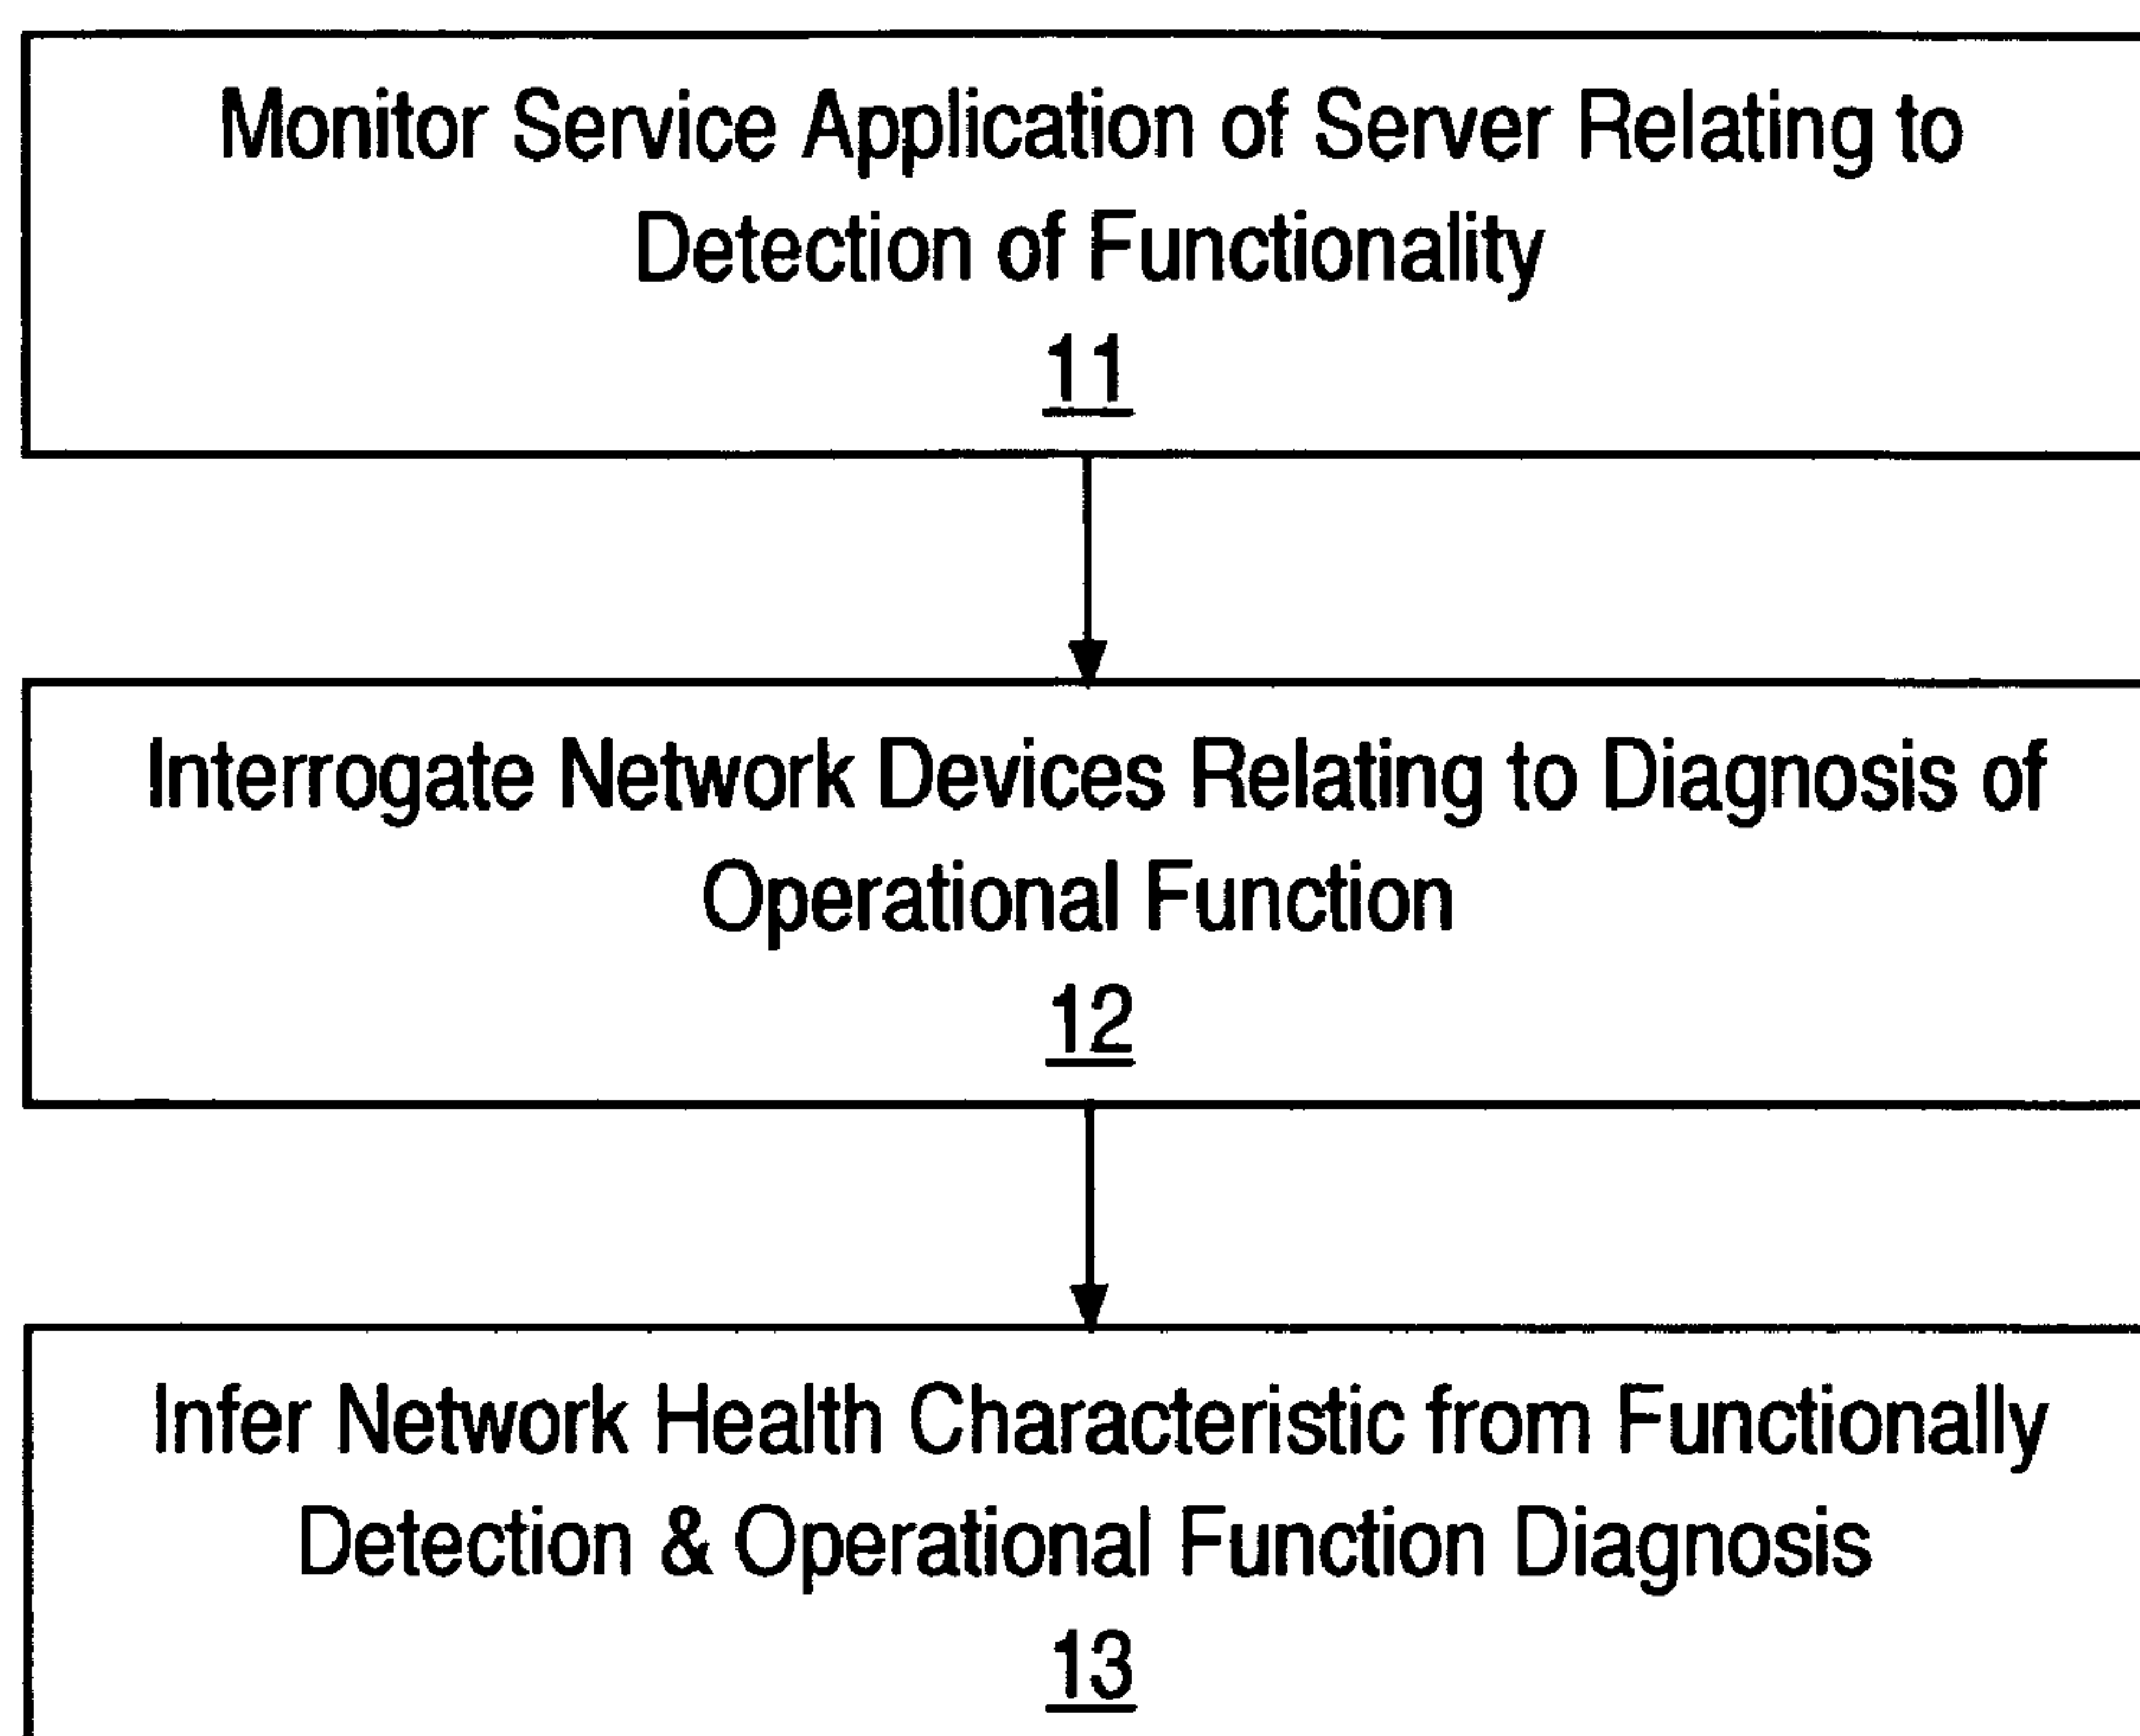 Monitor Service Application of Server Relating to
Detection of Functionality
11
Interrogate Network Devices Relating to Diagnosis of
Operational Function
12
Infer Network Health Characteristic from Functionally
Detection & Operational Function Diagnosis
13